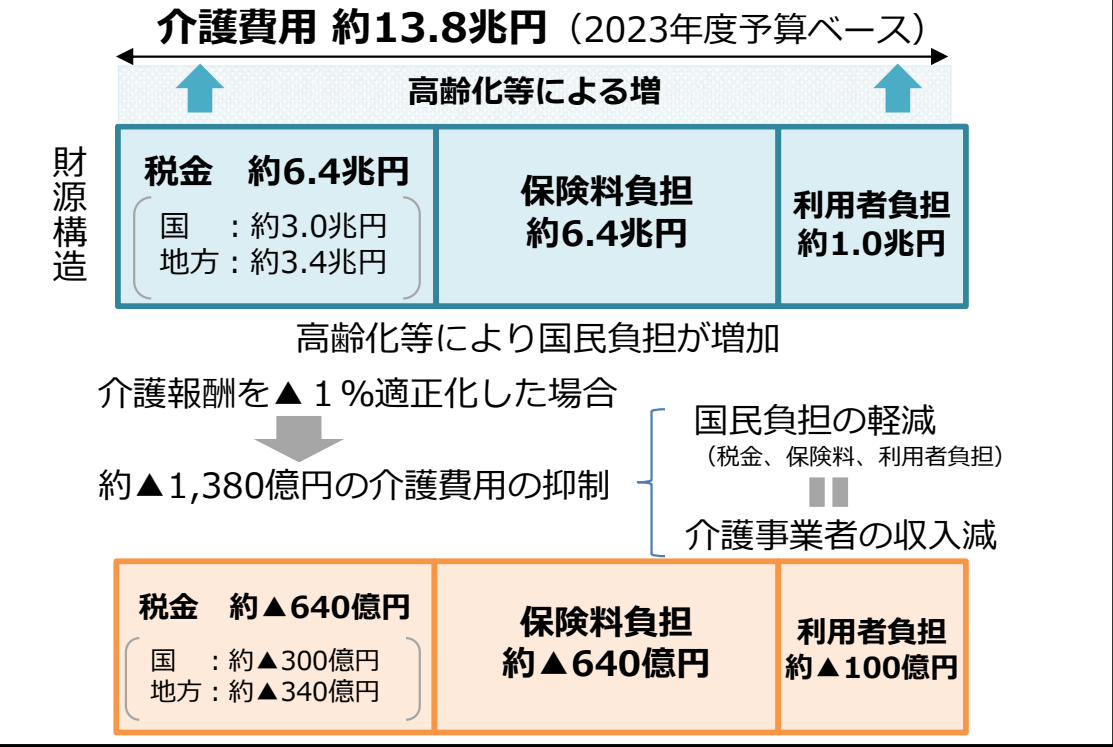 介護費用 約13.8兆円（2023年度予算ベース）
高齢化等による増
財源構造
税金　約6.4兆円
国　：約3.0兆円
地方：約3.4兆円
保険料負担
約6.4兆円
利用者負担
約1.0兆円
高齢化等により国民負担が増加
介護報酬を▲１%適正化した場合
約▲1,380億円の介護費用の抑制
国民負担の軽減
（税金、保険料、利用者負担）
介護事業者の収入減
税金　約▲640億円
国　：約▲300億円
地方：約▲340億円
保険料負担
約▲640億円
利用者負担
約▲100億円